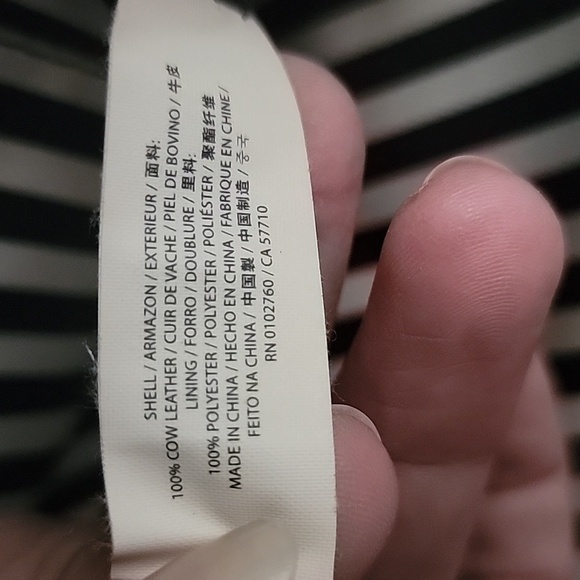 SHELL / ARMAZON / EXTERIEUR / 面料:
100% COW LEATHER / CUIR DE VACHE / PIEL DE BOVINO / 牛皮
LINING / FORRO / DOUBLURE / 里料:
100% POLYESTER / POLYESTER / POLIÉSTER / 聚酯纤维
MADE IN CHINA / HECHO EN CHINA / FABRIQUE EN CHINE /
FEITO NA CHINA / 中国製 / 中国制造 / 중국
RN 0102760 / CA 57710